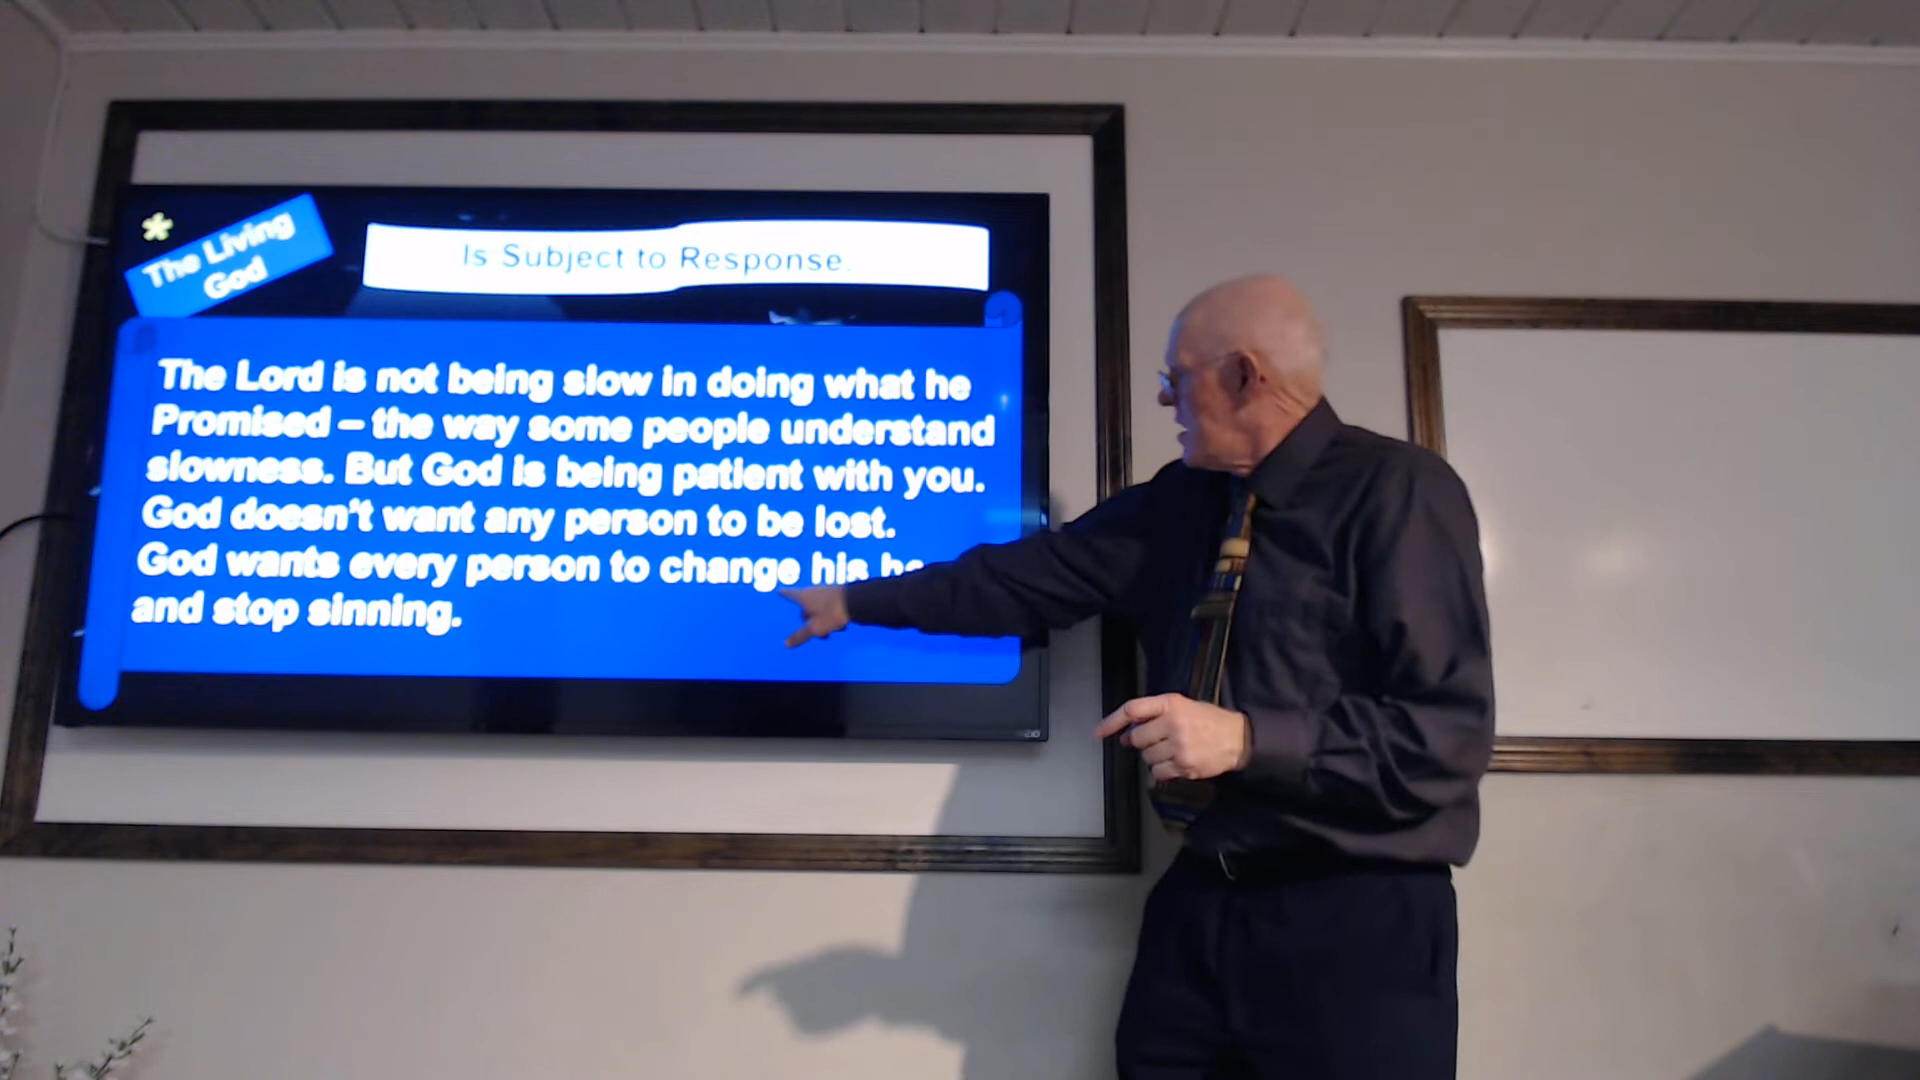 *
The Living
God
Is Subject to Response.
The Lord is not being slow in doing what he
Promised – the way some people understand
slowness. But God is being patient with you.
God doesn't want any person to be lost.
God wants every person to change his
and stop sinning.